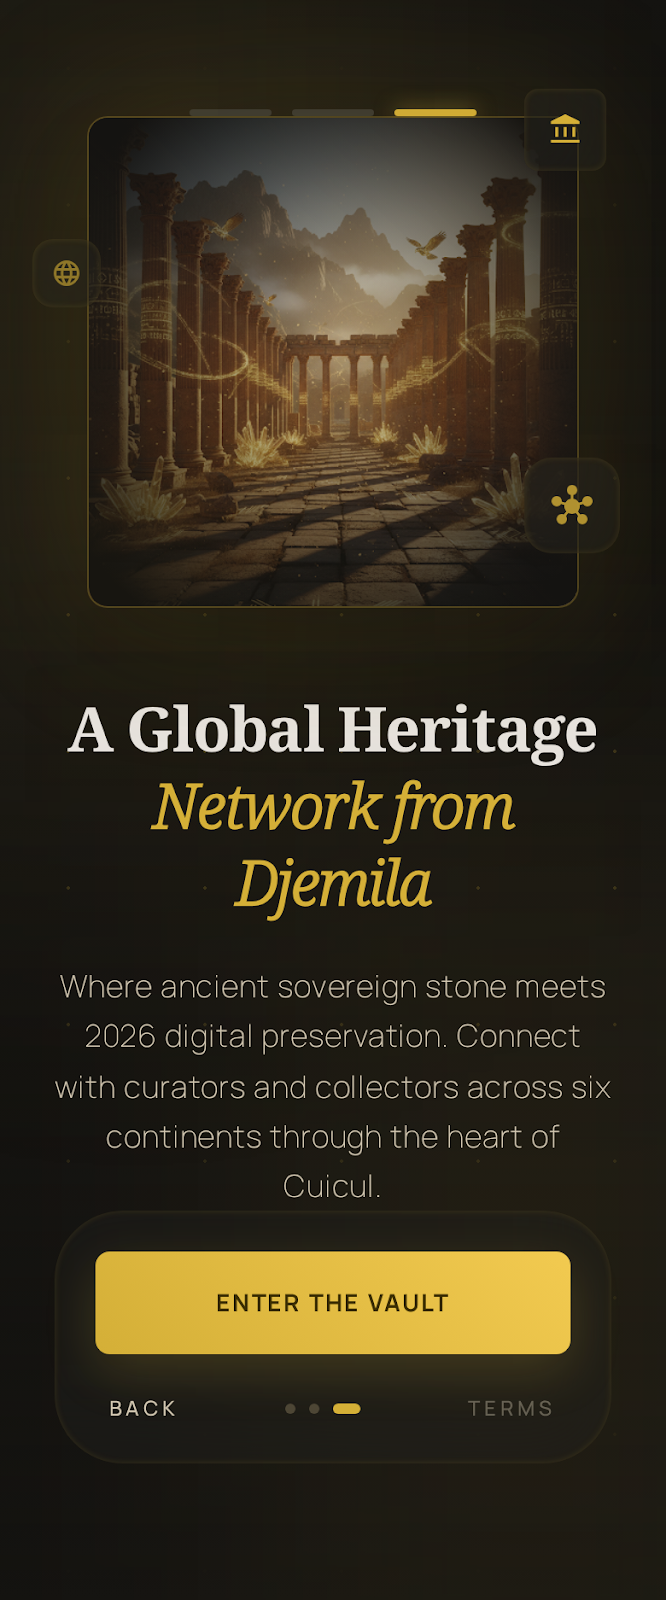 A Global Heritage
Network from
Djemila
Where ancient sovereign stone meets
2026 digital preservation. Connect
with curators and collectors across six
continents through the heart of
Cuicul.
ENTER THE VAULT
BACK
TERMS